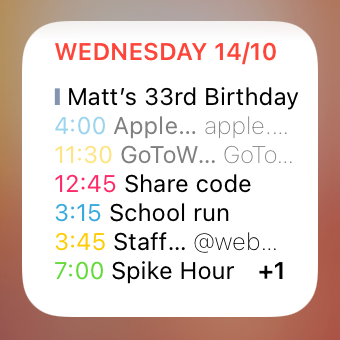 WEDNESDAY 14/10
Matt's 33rd Birthday
4:00 Apple... apple....
11:30 GoToW... GoTo...
12:45 Share code
3:15 School run
3:45 Staff... @web...
7:00 Spike Hour +1